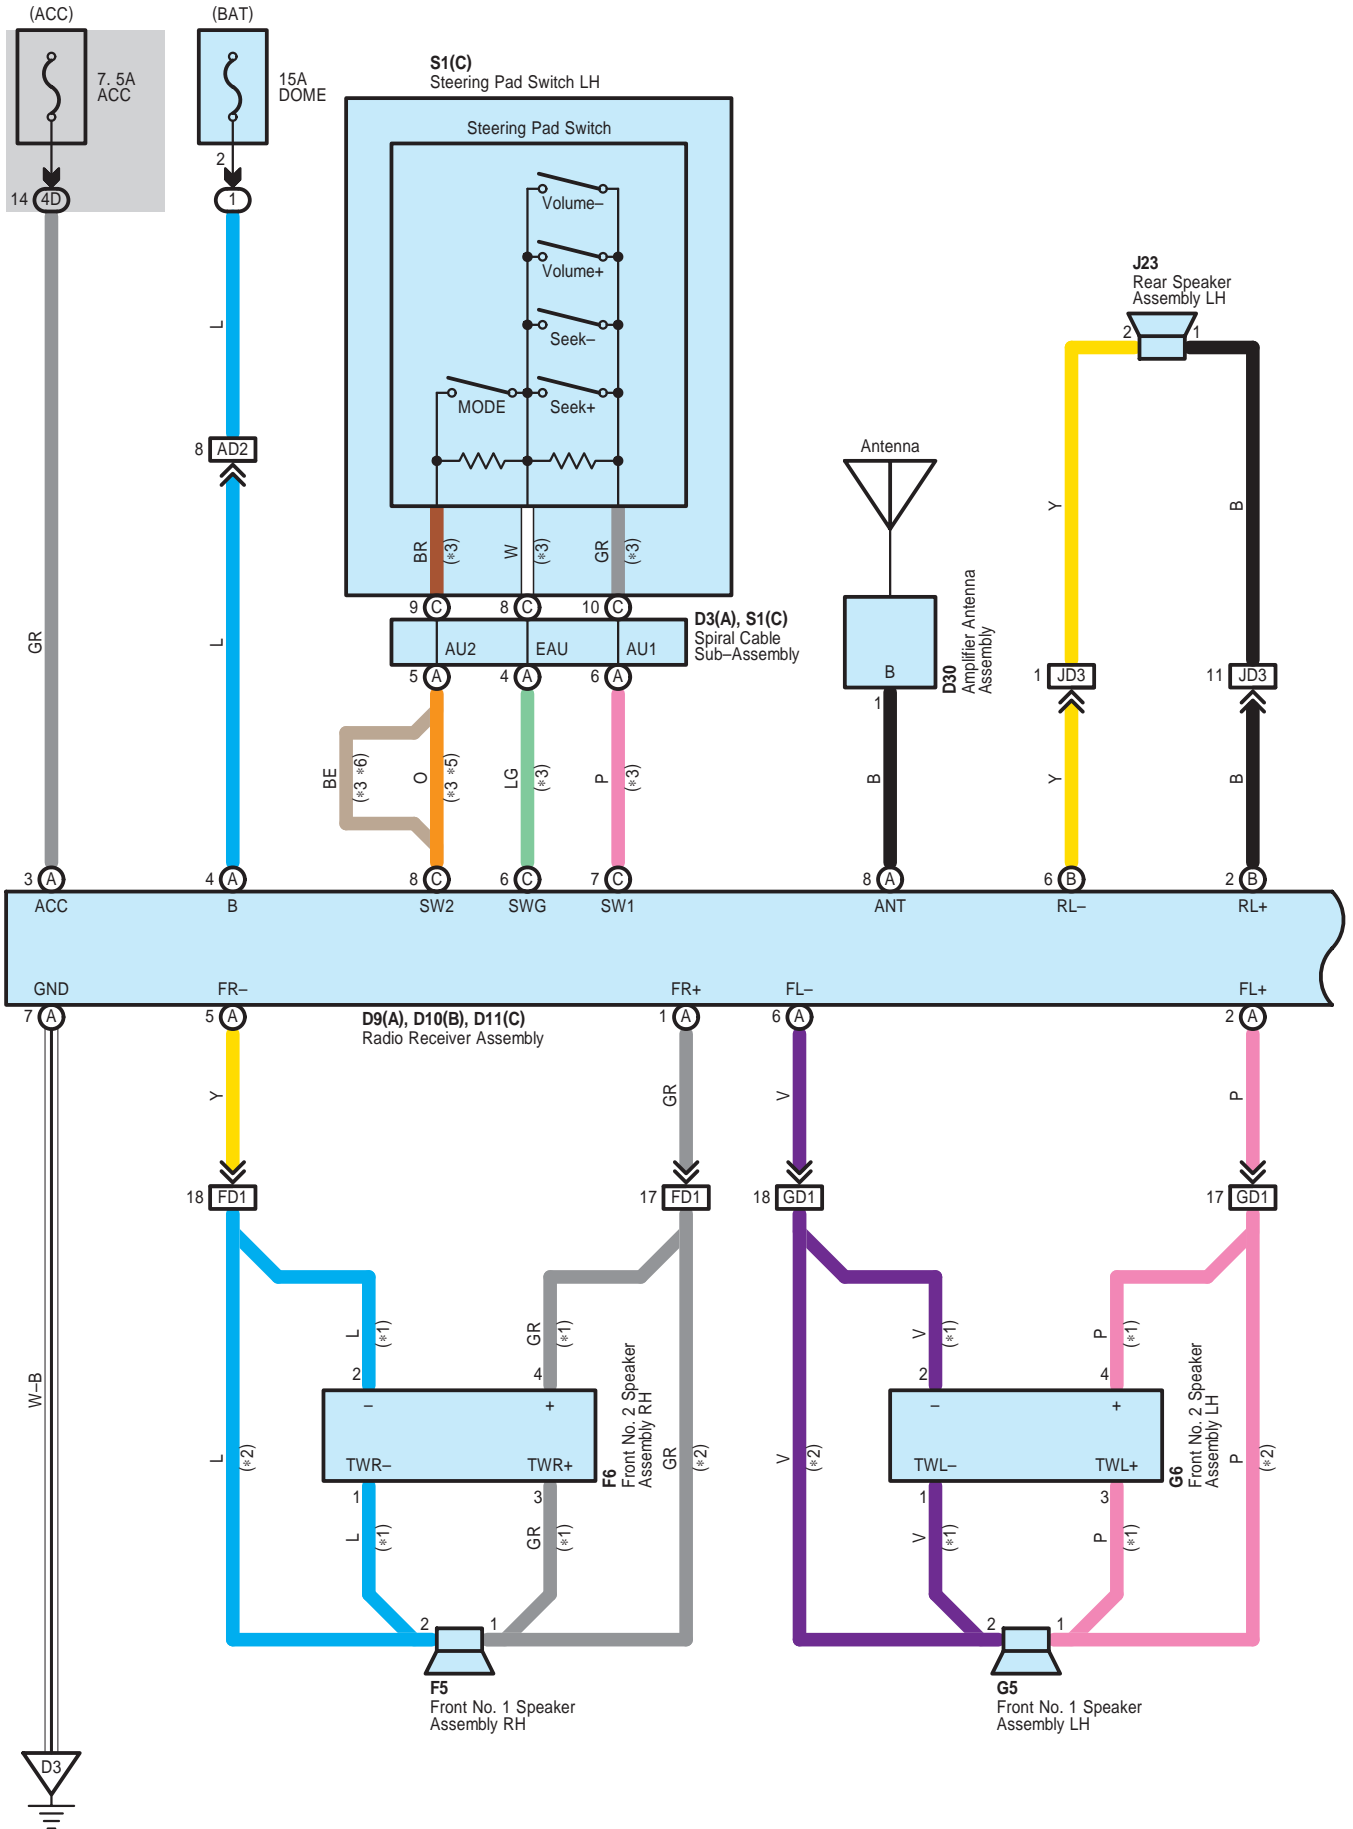 (ACC)
(BAT)
7. 5A
ACC
15A
DOME
S1(C)
Steering Pad Switch LH
Steering Pad Switch
2
14 4D
1
Volume–
Volume+
Seek–
MODE
Seek+
J23
Rear Speaker
Assembly LH
2
1
L
8 AD2
Antenna
Y
B
BR
(*3)
W
(*3)
GR
(*3)
9 C
8 C
10 C
D3(A), S1(C)
Spiral Cable
Sub–Assembly
AU2
EAU
AU1
5 A
4 A
6 A
GR
L
B
1
D30
Amplifier Antenna
Assembly
1 JD3
11 JD3
BE
(*3 *6)
O
(*3 *5)
LG
(*3)
P
(*3)
B
Y
B
3 A
4 A
8 C
6 C
7 C
8 A
6 B
2 B
ACC
B
SW2
SWG
SW1
ANT
RL–
RL+
GND
FR–
FR+
FL–
FL+
7 A
5 A
D9(A), D10(B), D11(C)
Radio Receiver Assembly
1 A
6 A
2 A
Y
GR
V
P
18 FD1
17 FD1
18 GD1
17 GD1
L
(*1)
GR
(*1)
V
(*1)
P
(*1)
2
4
2
4
W–B
–
+
–
+
TWR–
TWR+
TWL–
TWL+
F6
Front No. 2 Speaker
Assembly RH
G6
Front No. 2 Speaker
Assembly LH
L
(*2)
GR
(*2)
V
(*2)
P
(*2)
1
3
1
3
L
(*1)
GR
(*1)
V
(*1)
P
(*1)
2
1
2
1
F5
Front No. 1 Speaker
Assembly RH
G5
Front No. 1 Speaker
Assembly LH
D3